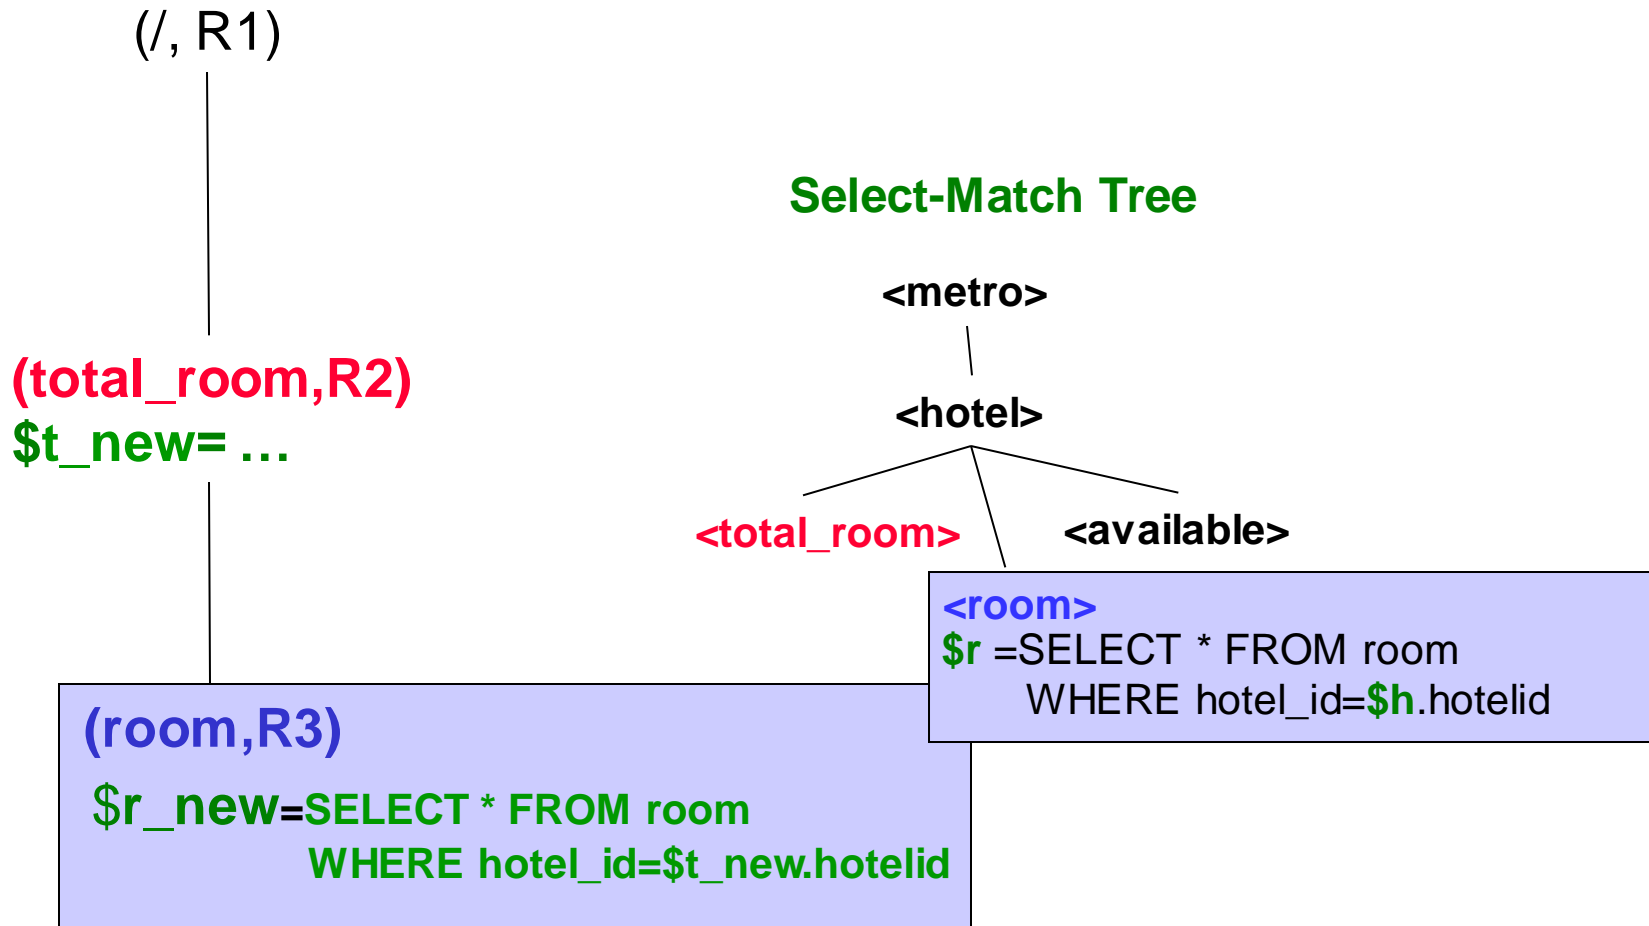 (/, R1)
Select-Match Tree
<metro>
(total_room,R2)
$t_new= …
<hotel>
<total_room>
<available>
<room>
$r =SELECT * FROM room
WHERE hotel_id=$h.hotelid
(room,R3)
$r_new=SELECT * FROM room
WHERE hotel_id=$t_new.hotelid